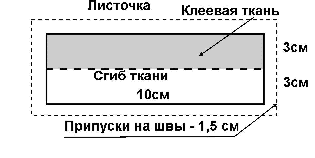 Листочка
Клеевая ткань
3см
Сгиб ткани
3см
10см
Припуски на швы - 1,5 см